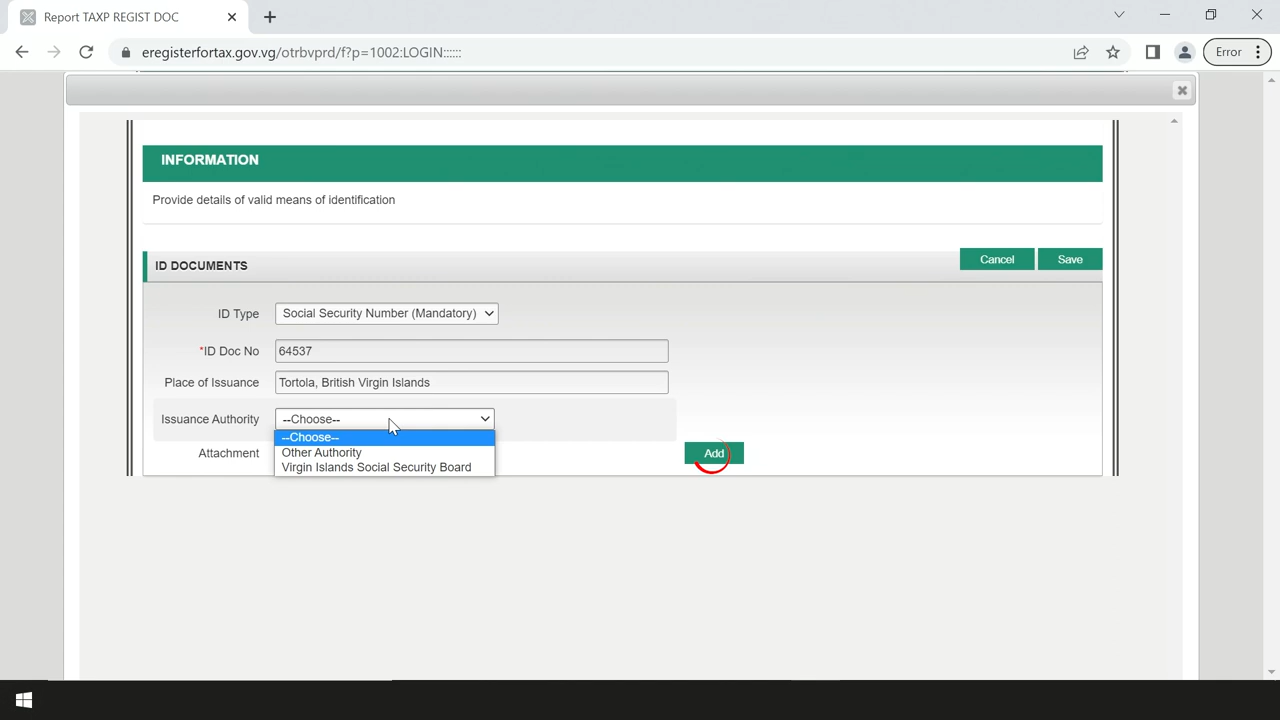 Report TAXP REGIST DOC
eregisterfortax.gov.vg/otrbvprd/f?p=1002:LOGIN::::::
Error
INFORMATION
Provide details of valid means of identification
ID DOCUMENTS
Cancel
Save
ID Type
Social Security Number (Mandatory)
*ID Doc No
64537
Place of Issuance
Tortola, British Virgin Islands
Issuance Authority
--Choose--
--Choose--
Other Authority
Attachment
Add
Virgin Islands Social Security Board